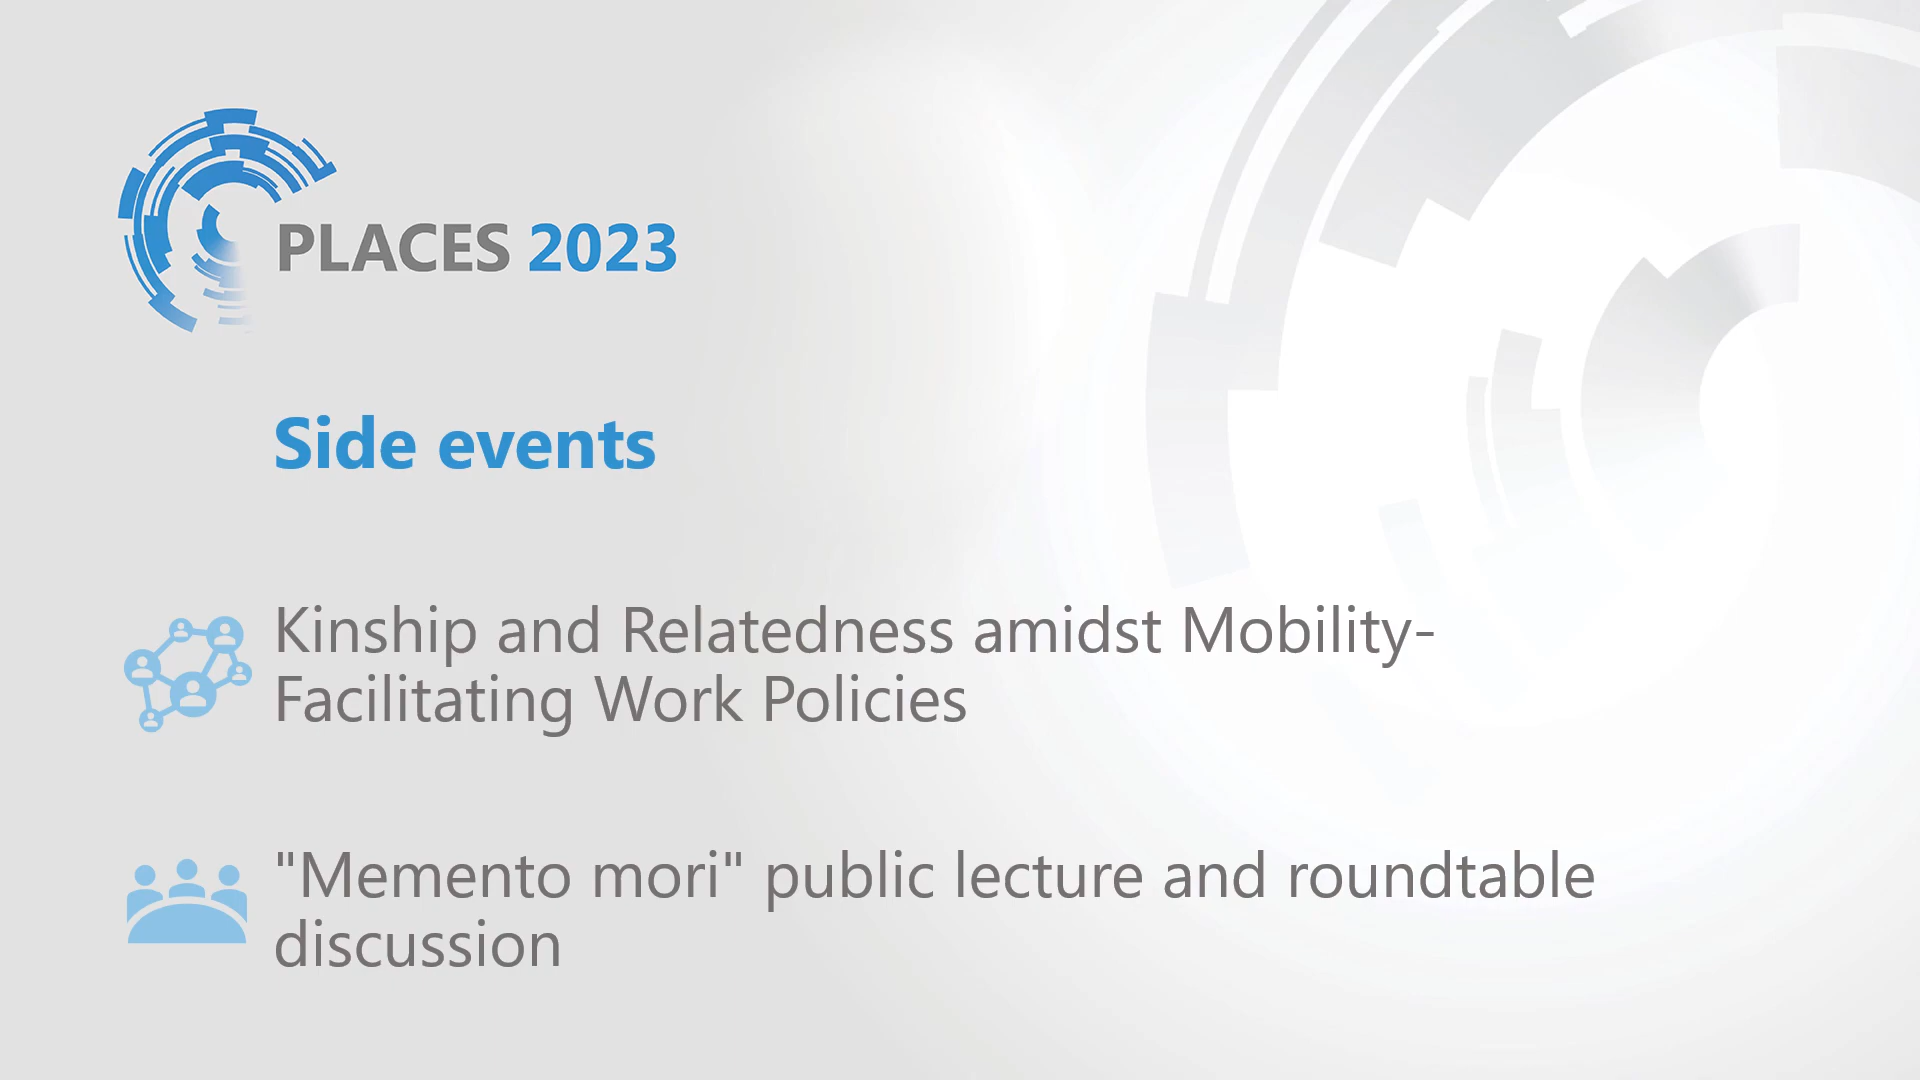 PLACES 2023
Side events
Kinship and Relatedness amidst Mobility-
Facilitating Work Policies
"Memento mori" public lecture and roundtable
discussion